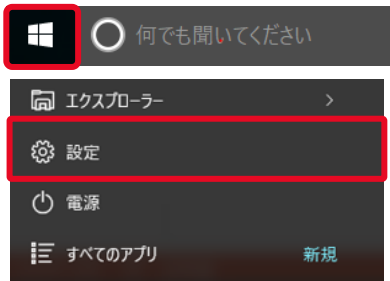 何でも聞いてください
エクスプローラー
設定
電源
すべてのアプリ 新規